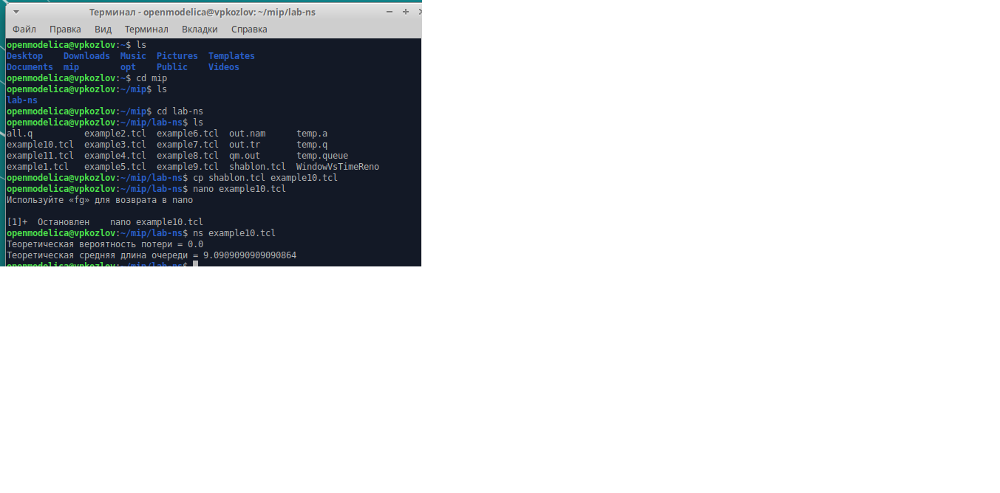 Терминал - openmodelica@vpkozlov: ~/mip/lab-ns
Файл Правка Вид Терминал Вкладки Справка
openmodelica@vpkozlov:~$ ls
Desktop Downloads Music Pictures Templates
Documents mip opt Public Videos
openmodelica@vpkozlov:~$ cd mip
openmodelica@vpkozlov:~/mip$ ls
lab-ns
openmodelica@vpkozlov:~/mip$ cd lab-ns
openmodelica@vpkozlov:~/mip/lab-ns$ ls
all.q example2.tcl example6.tcl out.nam temp.a
example10.tcl example3.tcl example7.tcl out.tr temp.q
example11.tcl example4.tcl example8.tcl qm.out temp.queue
example1.tcl example5.tcl example9.tcl shablon.tcl WindowVsTimeReno
openmodelica@vpkozlov:~/mip/lab-ns$ cp shablon.tcl example10.tcl
openmodelica@vpkozlov:~/mip/lab-ns$ nano example10.tcl
Используйте «fg» для возврата в nano
[1]+ Остановлен nano example10.tcl
openmodelica@vpkozlov:~/mip/lab-ns$ ns example10.tcl
Теоретическая вероятность потери = 0.0
Теоретическая средняя длина очереди = 9.0909090909090864
openmodelica@vpkozlov:~/mip/lab-ns$